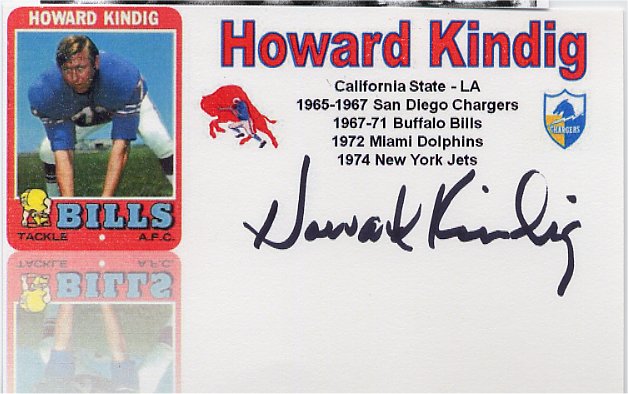 HOWARD KINDIG
BILLS
TACKLE A.F.C.
Howard Kindig
California State - LA
1965-1967 San Diego Chargers
1967-71 Buffalo Bills
1972 Miami Dolphins
1974 New York Jets
CHARGERS
Howard Kindig